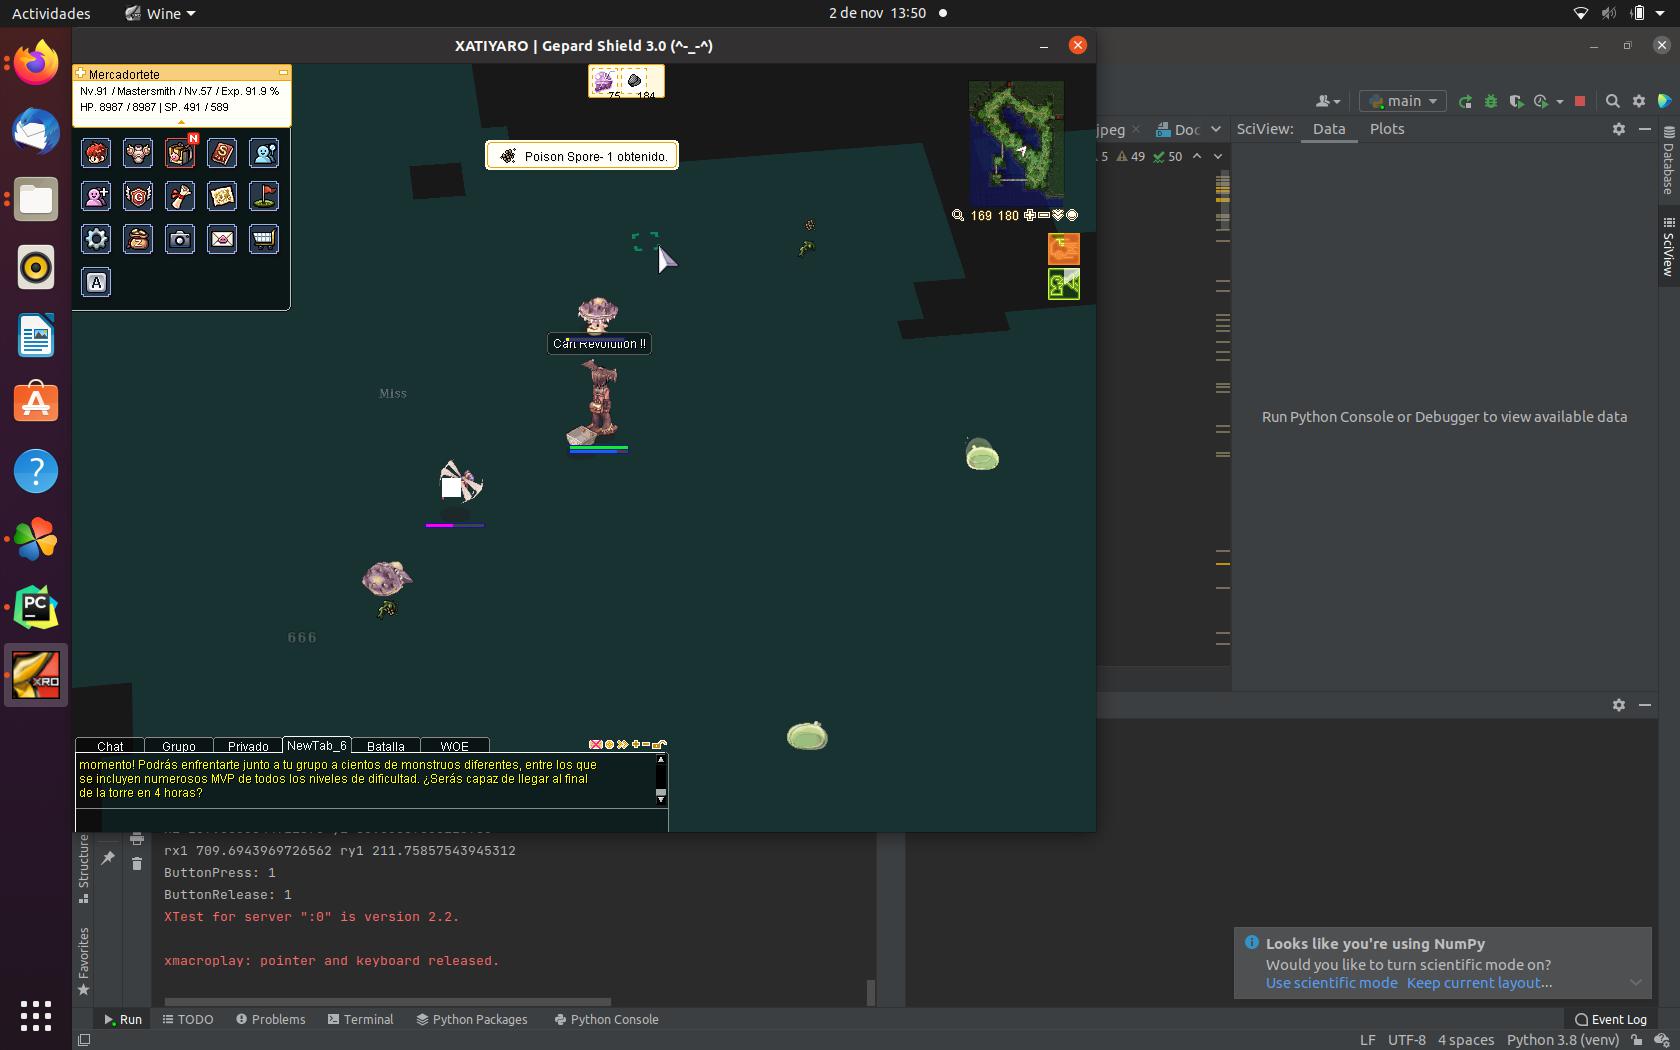 Actividades
Wine
2 de nov 13:50
XATIYARO | Gepard Shield 3.0 (^-_-^)
Mercadortete
Nv.91 / Mastersmith / Nv.57 / Exp. 91.9 %
HP. 8987 / 8987 | SP. 491 / 589
N
A
75 184
Poison Spore- 1 obtenido.
169 180
Cart Revolution !!
Miss
666
Chat
Grupo
Privado
NewTab_6
Batalla
WOE
momento! Podrás enfrentarte junto a tu grupo a cientos de monstruos diferentes, entre los que
se incluyen numerosos MVP de todos los niveles de dificultad. ¿Serás capaz de llegar al final
de la torre en 4 horas?
main
jpeg
Doc
SciView:
Data
Plots
5 49 50
Database
SciView
Run Python Console or Debugger to view available data
PC
XRO
Structure
Favorites
rx1 709.6943969726562 ry1 211.75857543945312
ButtonPress: 1
ButtonRelease: 1
XTest for server ":0" is version 2.2.
xmacroplay: pointer and keyboard released.
Looks like you're using NumPy
Would you like to turn scientific mode on?
Use scientific mode Keep current layout...
Run
TODO
Problems
Terminal
Python Packages
Python Console
Event Log
LF UTF-8 4 spaces Python 3.8 (venv)